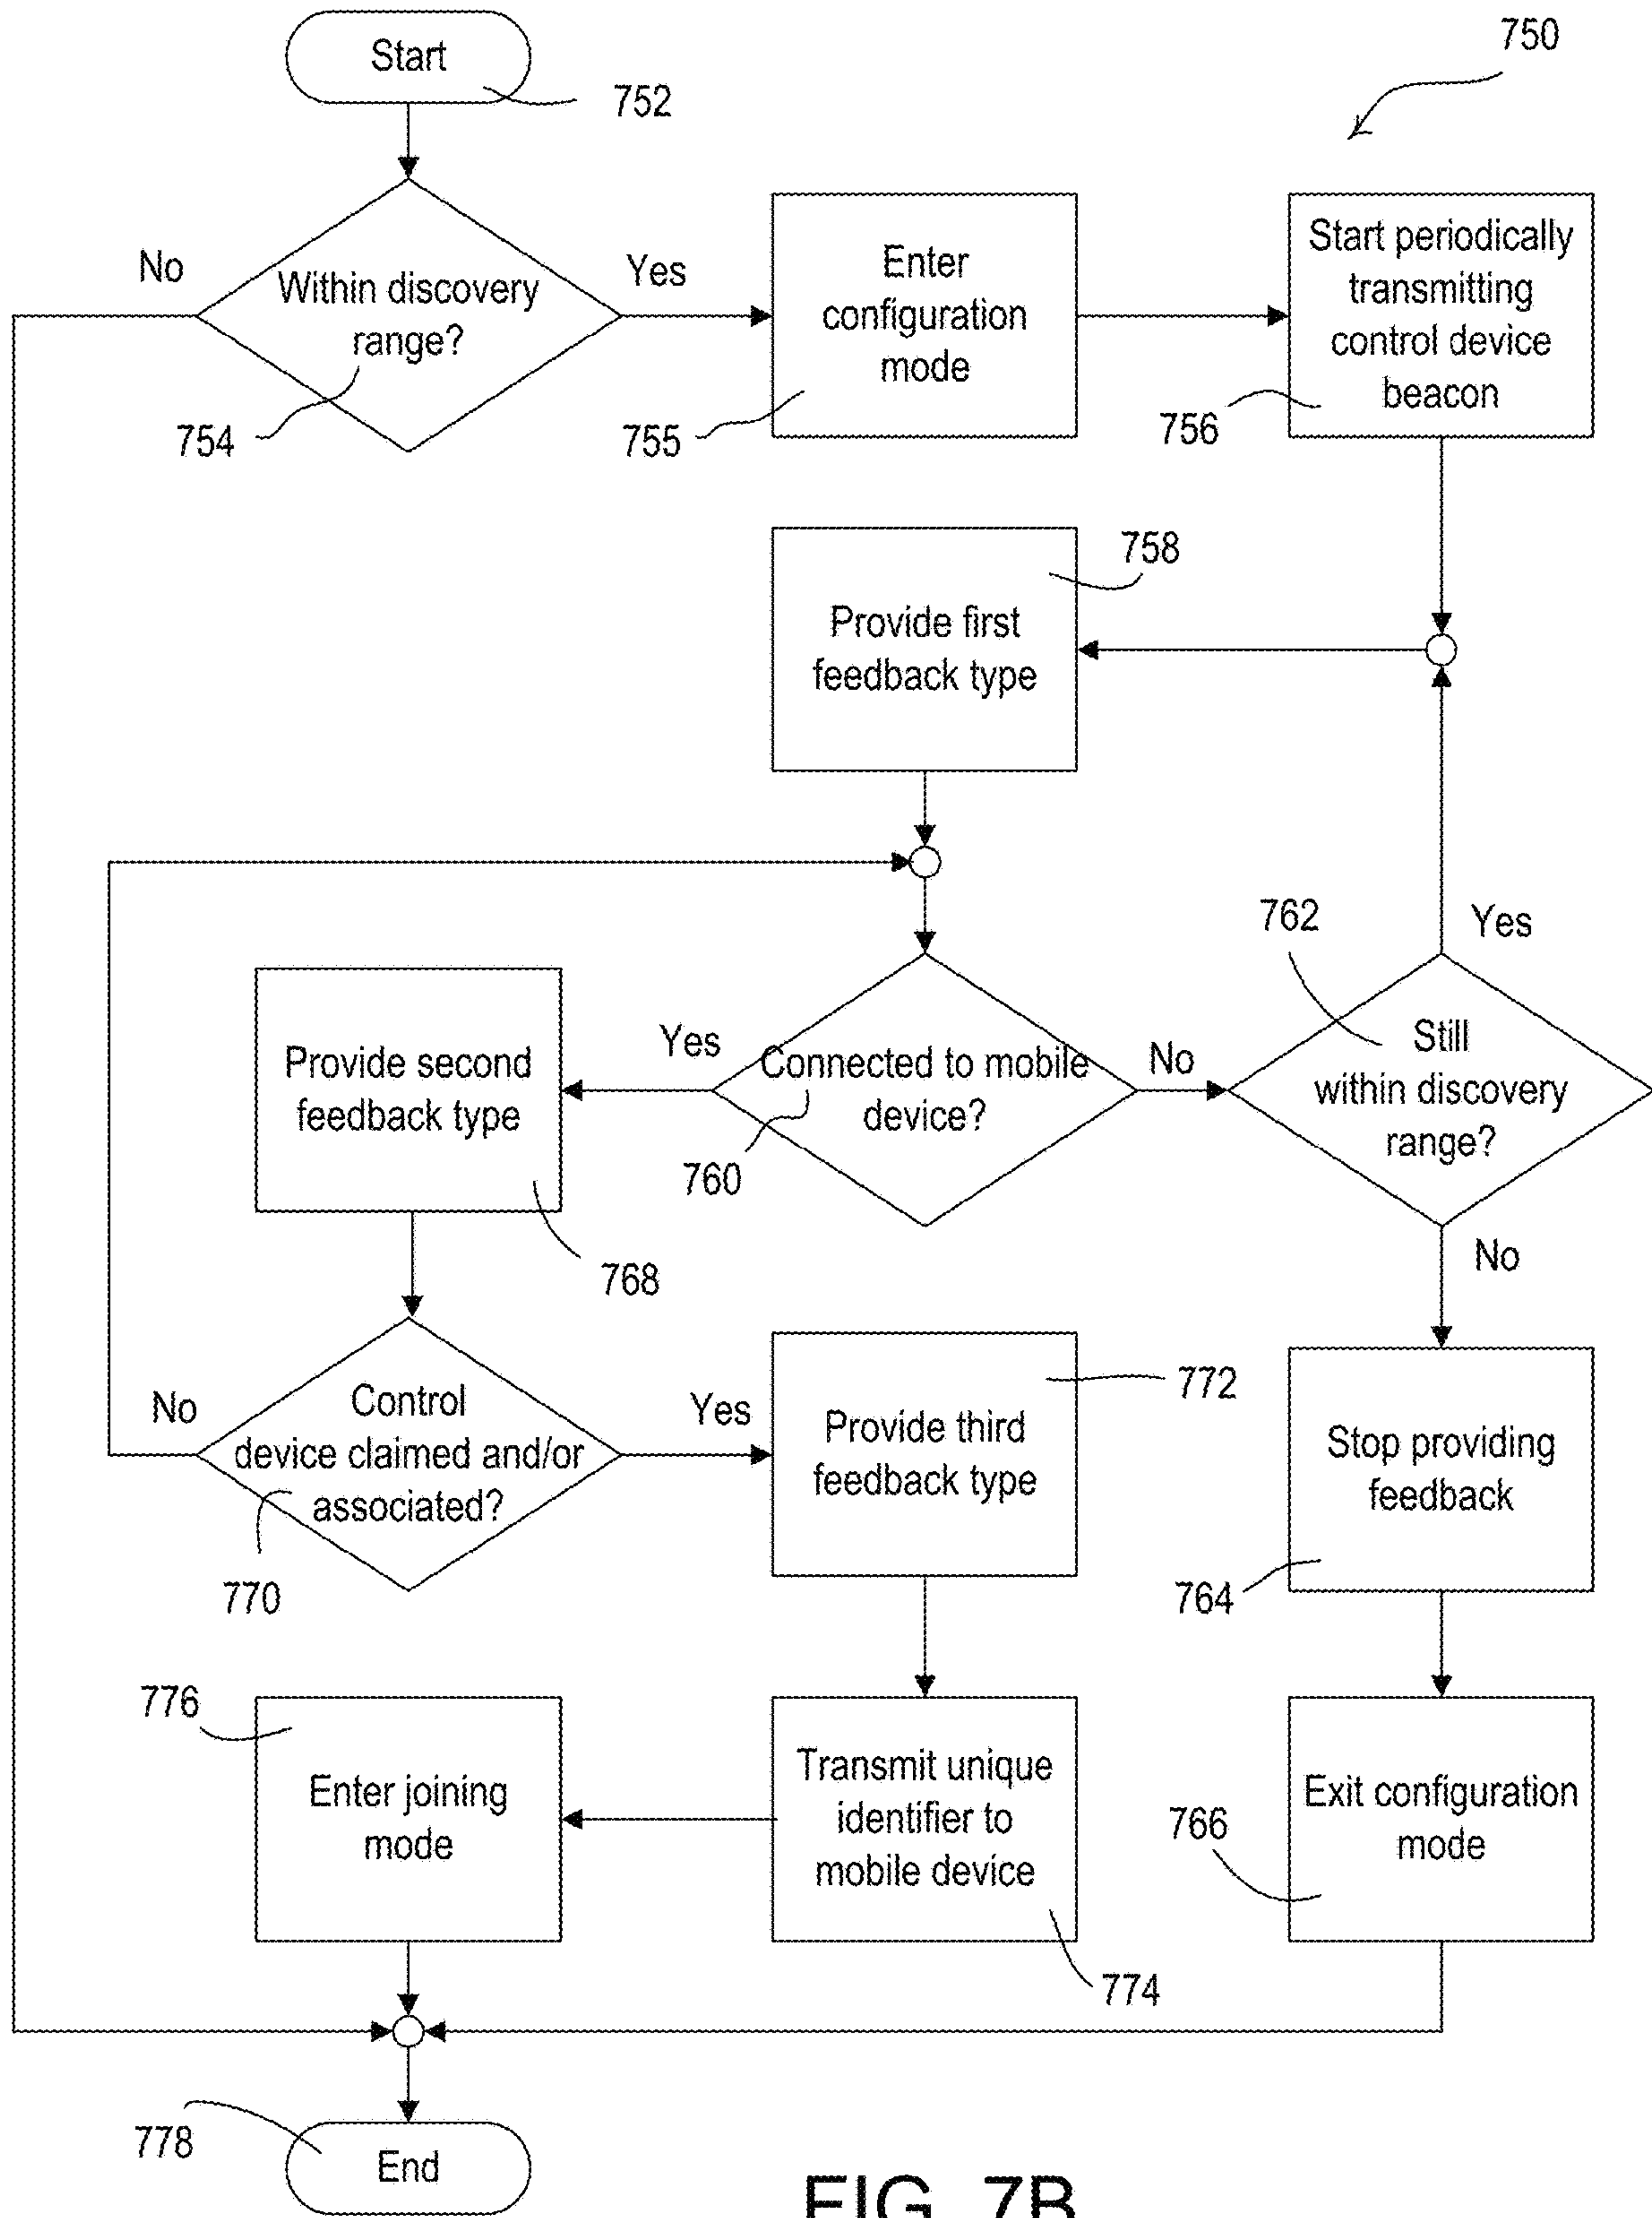 Start
752
750
No
Within discovery
range?
Yes
754
Enter
configuration
mode
755
Start periodically
transmitting
control device
beacon
756
758
Provide first
feedback type
762
Yes
Provide second
feedback type
Yes
Connected to mobile
device?
No
Still
within discovery
range?
760
768
No
No
Control
device claimed and/or
associated?
Yes
770
772
Provide third
feedback type
Stop providing
feedback
764
776
Enter joining
mode
Transmit unique
identifier to
mobile device
774
Exit configuration
mode
766
778
End
FIG. 7B